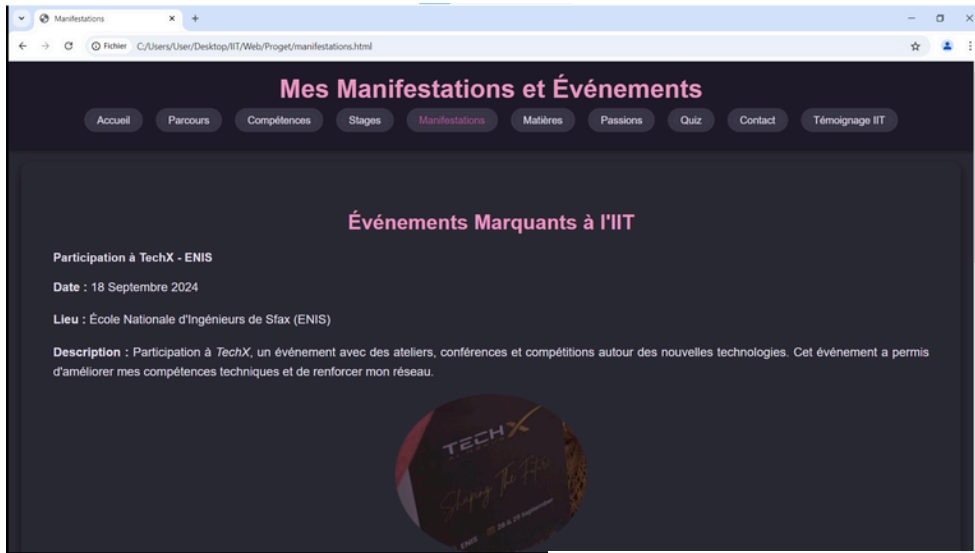 Manifestations
Fichier C:/Users/User/Desktop/IIT/Web/Proget/manifestations.html
Mes Manifestations et Événements
Accueil Parcours Compétences Stages Manifestations Matières Passions Quiz Contact Témoignage IIT
Événements Marquants à l'IIT
Participation à TechX - ENIS
Date : 18 Septembre 2024
Lieu : École Nationale d'Ingénieurs de Sfax (ENIS)
Description : Participation à TechX, un événement avec des ateliers, conférences et compétitions autour des nouvelles technologies. Cet événement a permis
d'améliorer mes compétences techniques et de renforcer mon réseau.
TECHX
Shaping The Future
ENIS 28 & 29 September